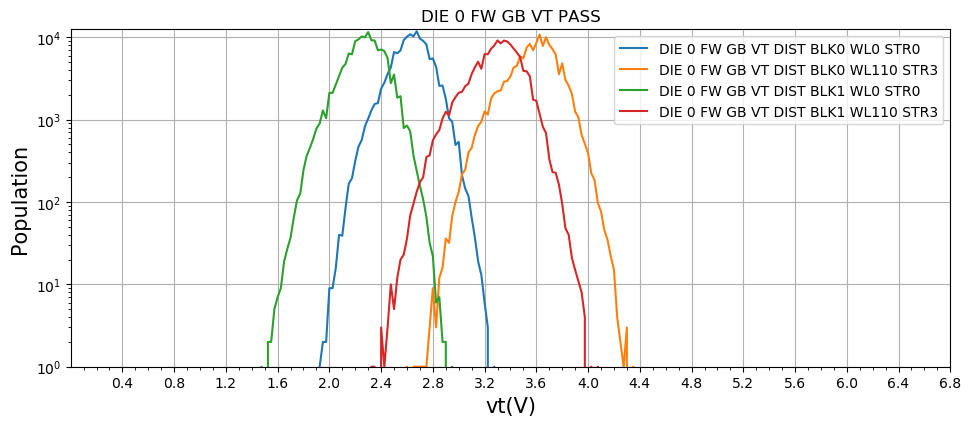 DIE 0 FW GB VT PASS
DIE 0 FW GB VT DIST BLK0 WL0 STR0
DIE 0 FW GB VT DIST BLK0 WL110 STR3
DIE 0 FW GB VT DIST BLK1 WL0 STR0
DIE 0 FW GB VT DIST BLK1 WL110 STR3
Population
10^4
10^3
10^2
10^1
10^0
0.4 0.8 1.2 1.6 2.0 2.4 2.8 3.2 3.6 4.0 4.4 4.8 5.2 5.6 6.0 6.4 6.8
vt(V)